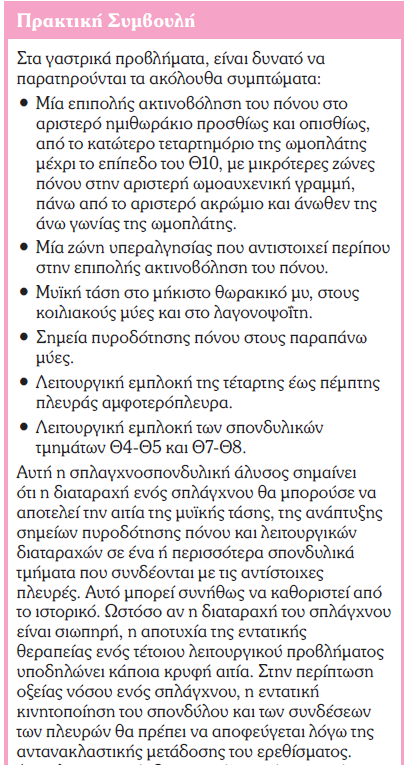 Πρακτική Συμβουλή
Στα γαστρικά προβλήματα, είναι δυνατό να
παρατηρούνται τα ακόλουθα συμπτώματα:
• Μία επιπολής ακτινοβόληση του πόνου στο
αριστερό ημιθωράκιο προσθίως και οπισθίως,
από το κατώτερο τεταρτημόριο της ωμοπλάτης
μέχρι το επίπεδο του Θ10, με μικρότερες ζώνες
πόνου στην αριστερή ωμοαυχενική γραμμή,
πάνω από το αριστερό ακρώμιο και άνωθεν της
άνω γωνίας της ωμοπλάτης.
• Μία ζώνη υπεραλγησίας που αντιστοιχεί περίπου
στην επιπολής ακτινοβόληση του πόνου.
• Μυϊκή τάση στο μήκιστο θωρακικό μυ, στους
κοιλιακούς μύες και στο λαγονοψοΐτη.
• Σημεία πυροδότησης πόνου στους παραπάνω
μύες.
• Λειτουργική εμπλοκή της τέταρτης έως πέμπτης
πλευράς αμφοτερόπλευρα.
• Λειτουργική εμπλοκή των σπονδυλικών
τμημάτων Θ4-Θ5 και Θ7-Θ8.
Αυτή η σπλαγχνοσπονδυλική άλυσος σημαίνει
ότι η διαταραχή ενός σπλάγχνου θα μπορούσε να
αποτελεί την αιτία της μυϊκής τάσης, της ανάπτυξης
σημείων πυροδότησης πόνου και λειτουργικών
διαταραχών σε ένα ή περισσότερα σπονδυλικά
τμήματα που συνδέονται με τις αντίστοιχες
πλευρές. Αυτό μπορεί συνήθως να καθοριστεί από
το ιστορικό. Ωστόσο αν η διαταραχή του σπλάγχνου
είναι σιωπηρή, η αποτυχία της εντατικής
θεραπείας ενός τέτοιου λειτουργικού προβλήματος
υποδηλώνει κάποια κρυφή αιτία. Στην περίπτωση
οξείας νόσου ενός σπλάγχνου, η εντατική
κινητοποίηση του σπονδύλου και των συνδέσεων
των πλευρών θα πρέπει να αποφεύγεται λόγω της
αντανακλαστικής μετάδοσης του ερεθίσματος.